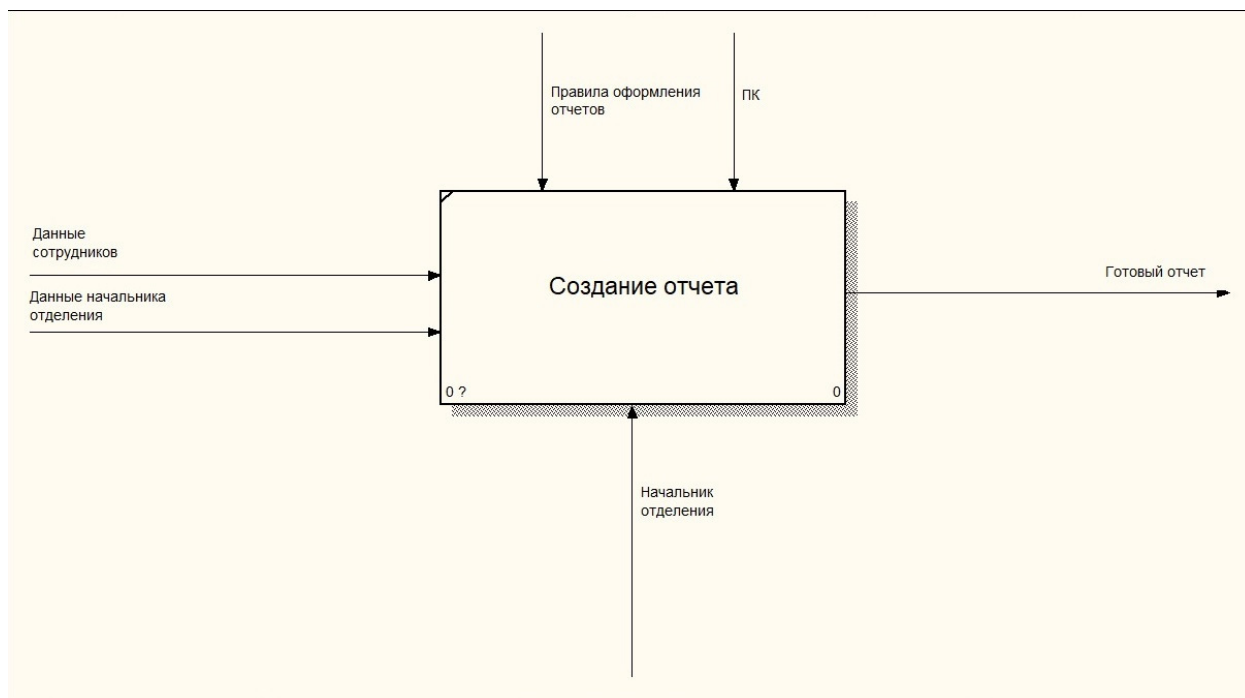 Правила оформления
отчетов
ПК
Данные
сотрудников
Данные начальника
отделения
Создание отчета
Готовый отчет
0 ?
0
Начальник
отделения